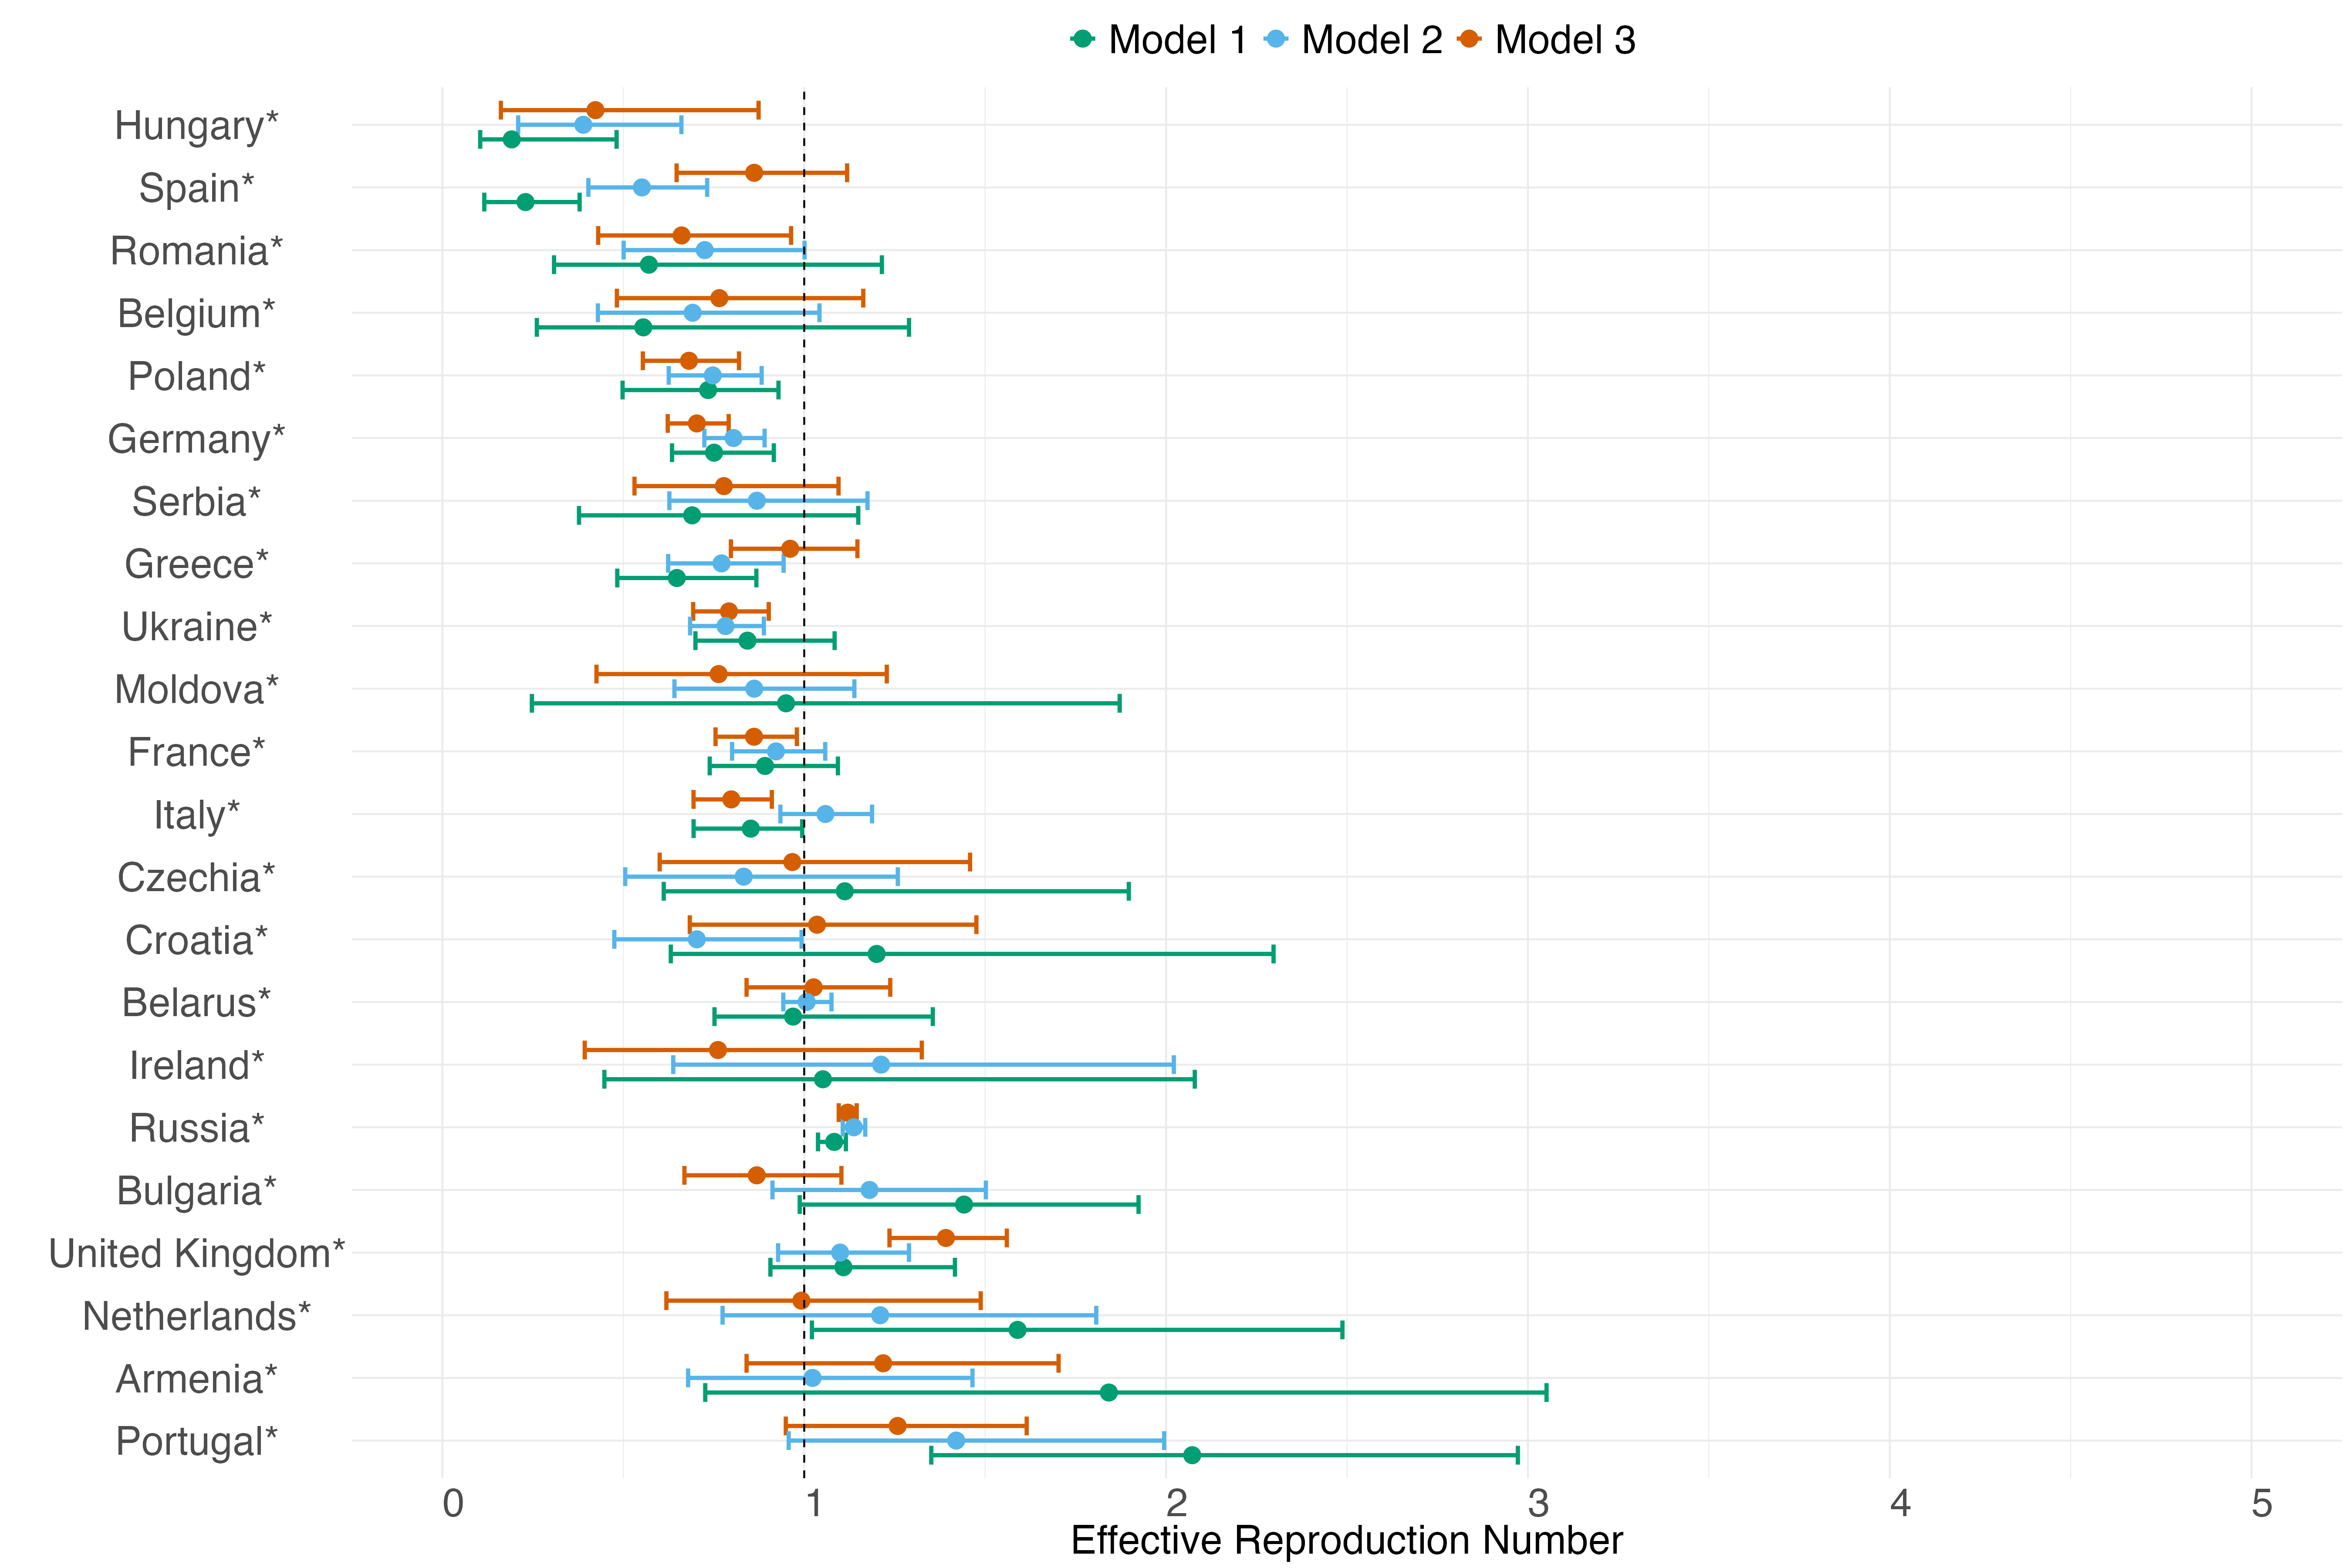 Model 1 Model 2 Model 3
Hungary*
Spain*
Romania*
Belgium*
Poland*
Germany*
Serbia*
Greece*
Ukraine*
Moldova*
France*
Italy*
Czechia*
Croatia*
Belarus*
Ireland*
Russia*
Bulgaria*
United Kingdom*
Netherlands*
Armenia*
Portugal*
0 1 2 3 4 5
Effective Reproduction Number